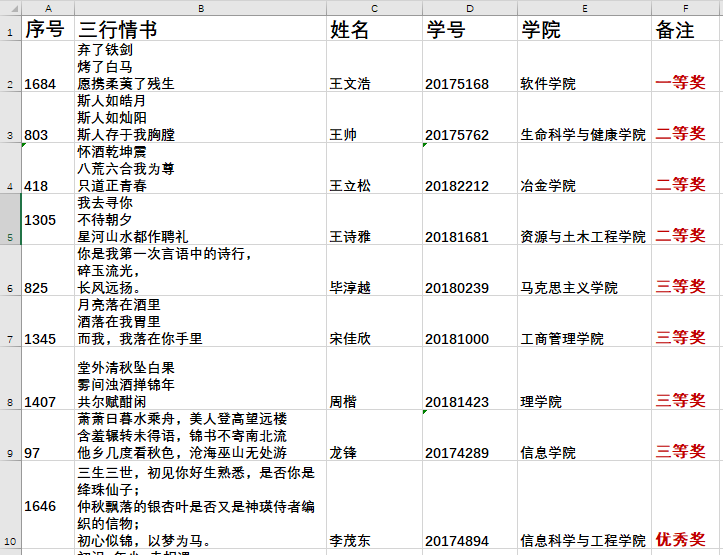 A B C D E F
1 序号 三行情书 姓名 学号 学院 备注
弃了铁剑
烤了白马
愿携柔荑了残生
2 1684 王文浩 20175168 软件学院 一等奖
斯人如皓月
斯人如灿阳
斯人存于我胸膛
3 803 王帅 20175762 生命科学与健康学院 二等奖
怀酒乾坤震
八荒六合我为尊
只道正青春
4 418 王立松 20182212 冶金学院 二等奖
我去寻你
不待朝夕
星河山水都作聘礼
5 1305 王诗雅 20181681 资源与土木工程学院 二等奖
你是我第一次言语中的诗行，
碎玉流光，
长风远扬。
6 825 毕淳越 20180239 马克思主义学院 三等奖
月亮落在酒里
酒落在我胃里
而我，我落在你手里
7 1345 宋佳欣 20181000 工商管理学院 三等奖
堂外清秋坠白果
雾间浊酒掸锦年
共尔赋酣闲
8 1407 周楷 20181423 理学院 三等奖
萧萧日暮水乘舟，美人登高望远楼
含羞辗转未得语，锦书不寄南北流
他乡几度看秋色，沧海巫山无处游
9 97 龙锋 20174289 信息学院 三等奖
三生三世，初见你好生熟悉，是否你是
绛珠仙子；
仲秋飘落的银杏叶是否又是神瑛侍者编
织的信物；
初心似锦，以梦为马。
10 1646 李茂东 20174894 信息科学与工程学院 优秀奖